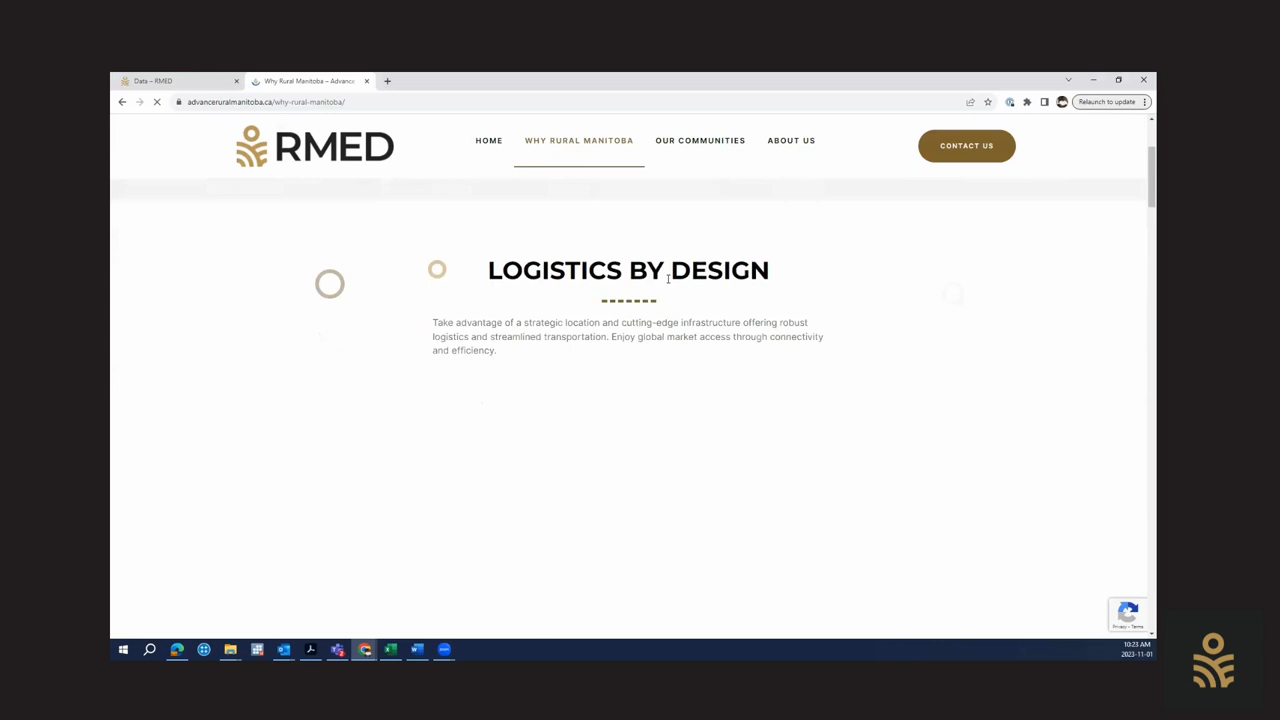 Data – RMED
Why Rural Manitoba – Advance
advanceruralmanitoba.ca/why-rural-manitoba/
Relaunch to update
RMED
HOME
WHY RURAL MANITOBA
OUR COMMUNITIES
ABOUT US
CONTACT US
LOGISTICS BY DESIGN
Take advantage of a strategic location and cutting-edge infrastructure offering robust
logistics and streamlined transportation. Enjoy global market access through connectivity
and efficiency.
Privacy - Terms
10:23 AM
2023-11-01